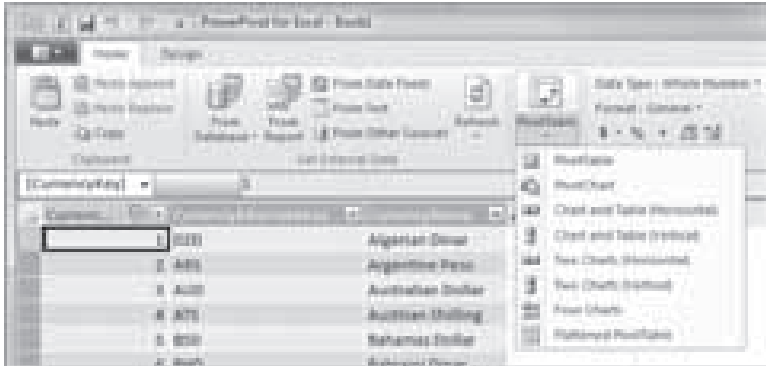 PowerPivot for Excel - Book1
Home Design
Paste Append
Paste Replace
Paste
Copy
Clipboard
From Database
From Report
From Data Feeds
From Text
From Other Sources
Get External Data
Refresh
PivotTable
Data Type : Whole Number
Format : General
$ % 
[CurrencyKey] 1
1 Algerian Dinar
2 ARS Argentine Peso
3 AUD Australian Dollar
4 ATS Austrian Shilling
5 BSD Bahamas Dollar
6 BHD
PivotTable
PivotChart
Chart and Table (Horizontal)
Chart and Table (Vertical)
Two Charts (Horizontal)
Two Charts (Vertical)
Four Charts
Flattened PivotTable